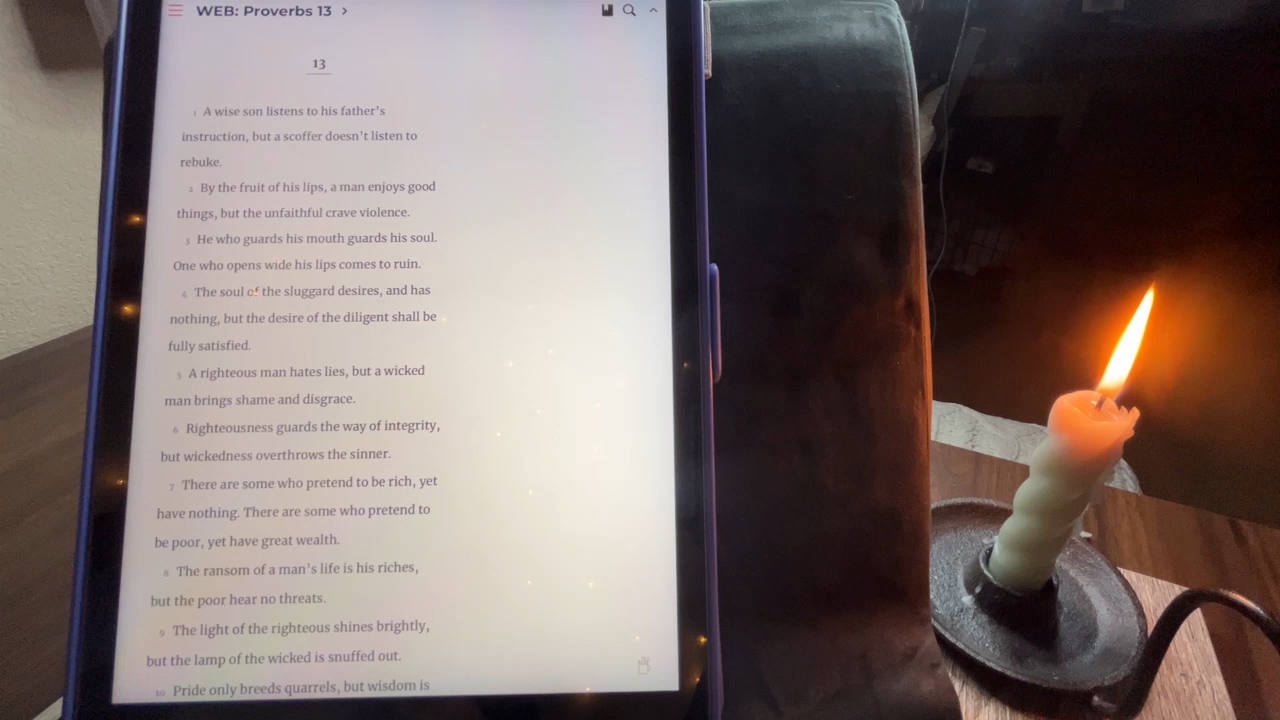 WEB: Proverbs 13 >
13
1 A wise son listens to his father's
instruction, but a scoffer doesn't listen to
rebuke.
2 By the fruit of his lips, a man enjoys good
things, but the unfaithful crave violence.
3 He who guards his mouth guards his soul.
One who opens wide his lips comes to ruin.
4 The soul of the sluggard desires, and has
nothing, but the desire of the diligent shall be
fully satisfied.
5 A righteous man hates lies, but a wicked
man brings shame and disgrace.
6 Righteousness guards the way of integrity,
but wickedness overthrows the sinner.
7 There are some who pretend to be rich, yet
have nothing. There are some who pretend to
be poor, yet have great wealth.
8 The ransom of a man's life is his riches,
but the poor hear no threats.
9 The light of the righteous shines brightly,
but the lamp of the wicked is snuffed out.
10 Pride only breeds quarrels, but wisdom is